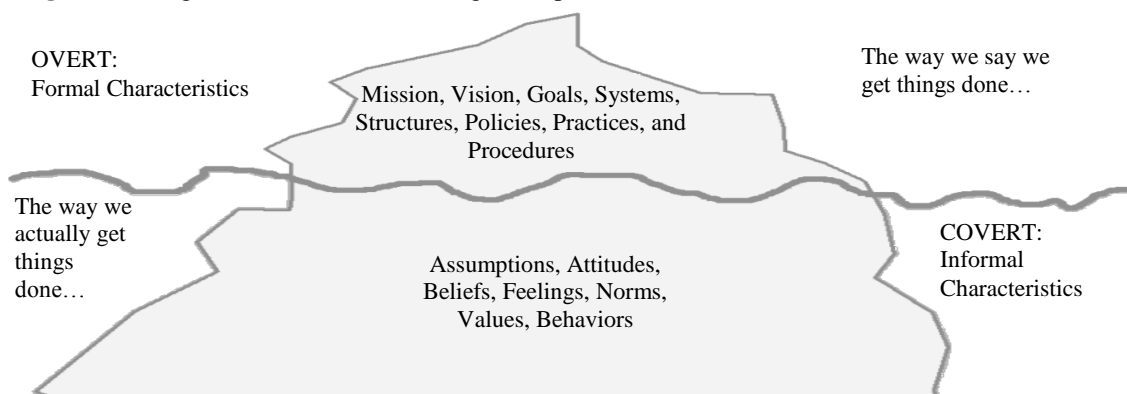 OVERT:
Formal Characteristics
The way we say we
get things done…
Mission, Vision, Goals, Systems,
Structures, Policies, Practices, and
Procedures
The way we
actually get
things
done…
Assumptions, Attitudes,
Beliefs, Feelings, Norms,
Values, Behaviors
COVERT:
Informal
Characteristics